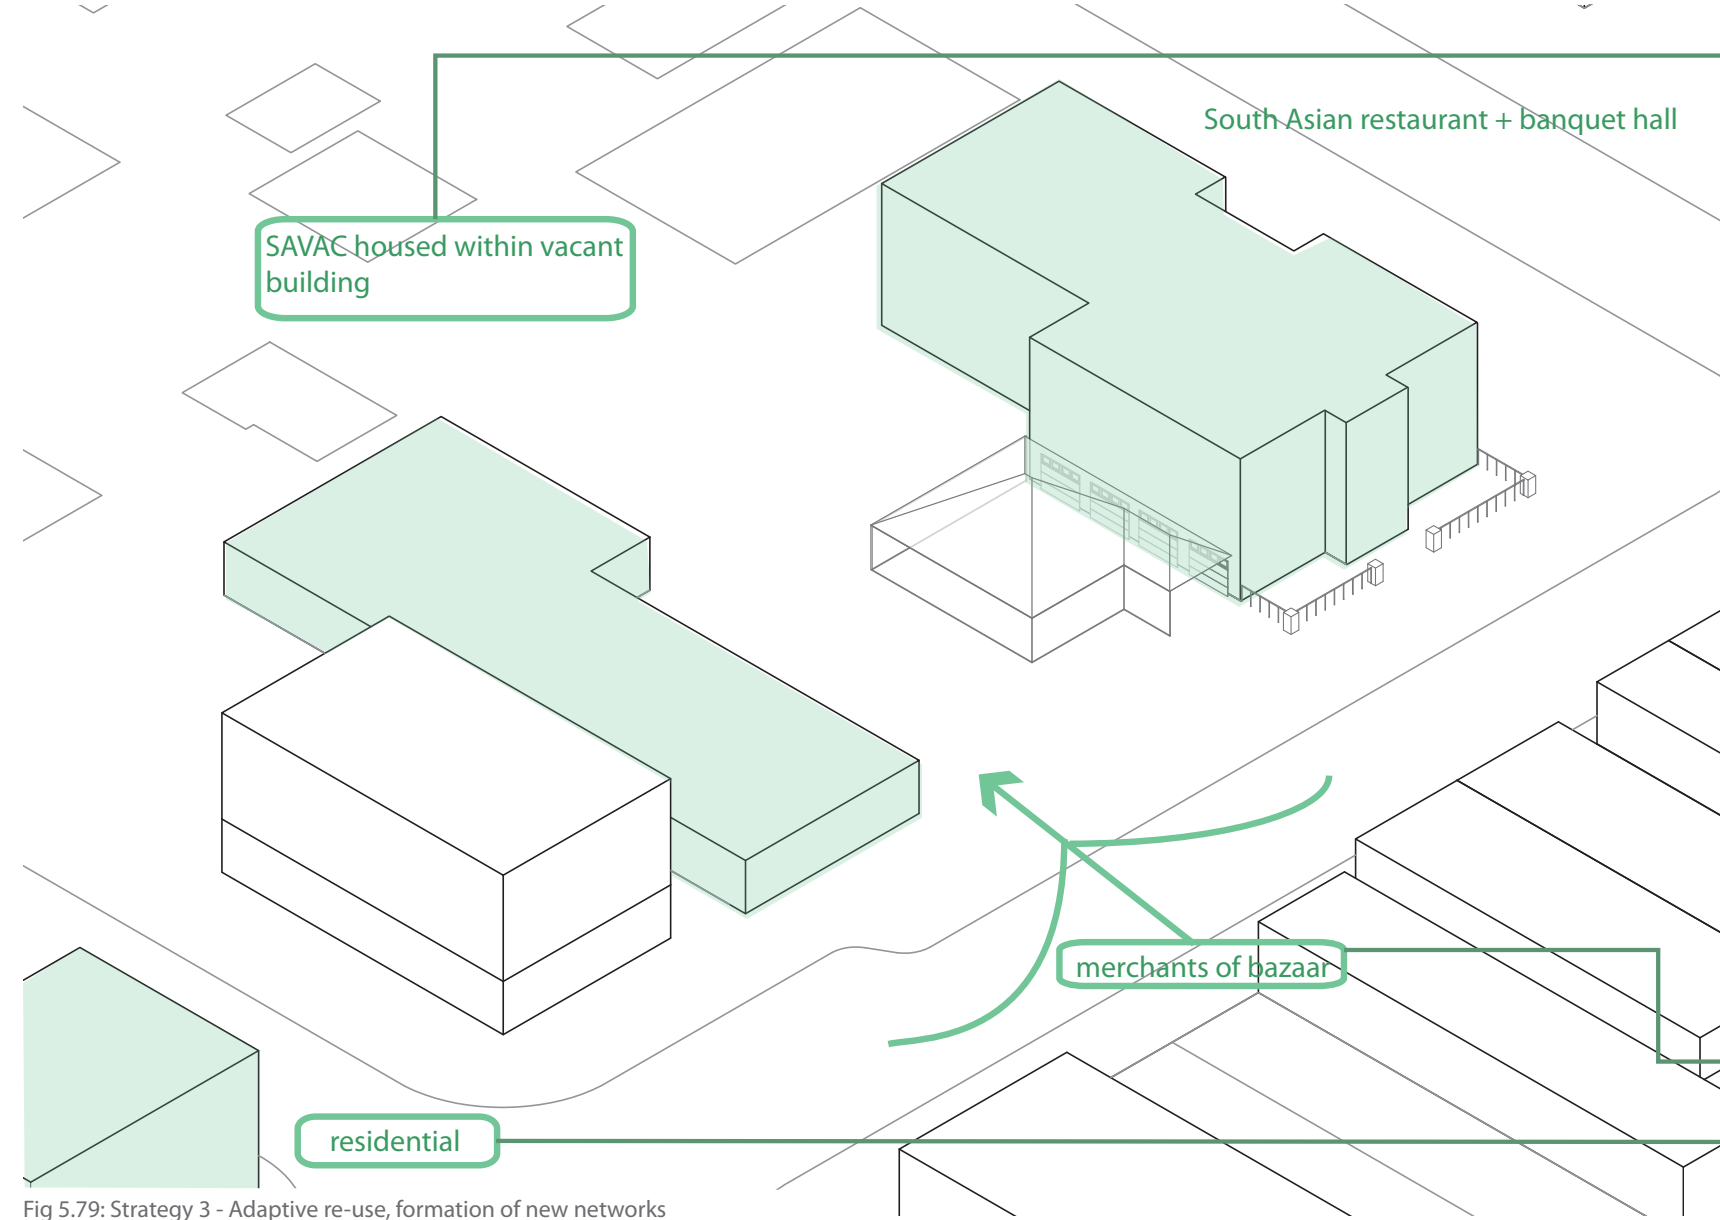 South Asian restaurant + banquet hall
SAVAC housed within vacant
building
merchants of bazaar
residential
Fig 5.79: Strategy 3 - Adaptive re-use, formation of new networks